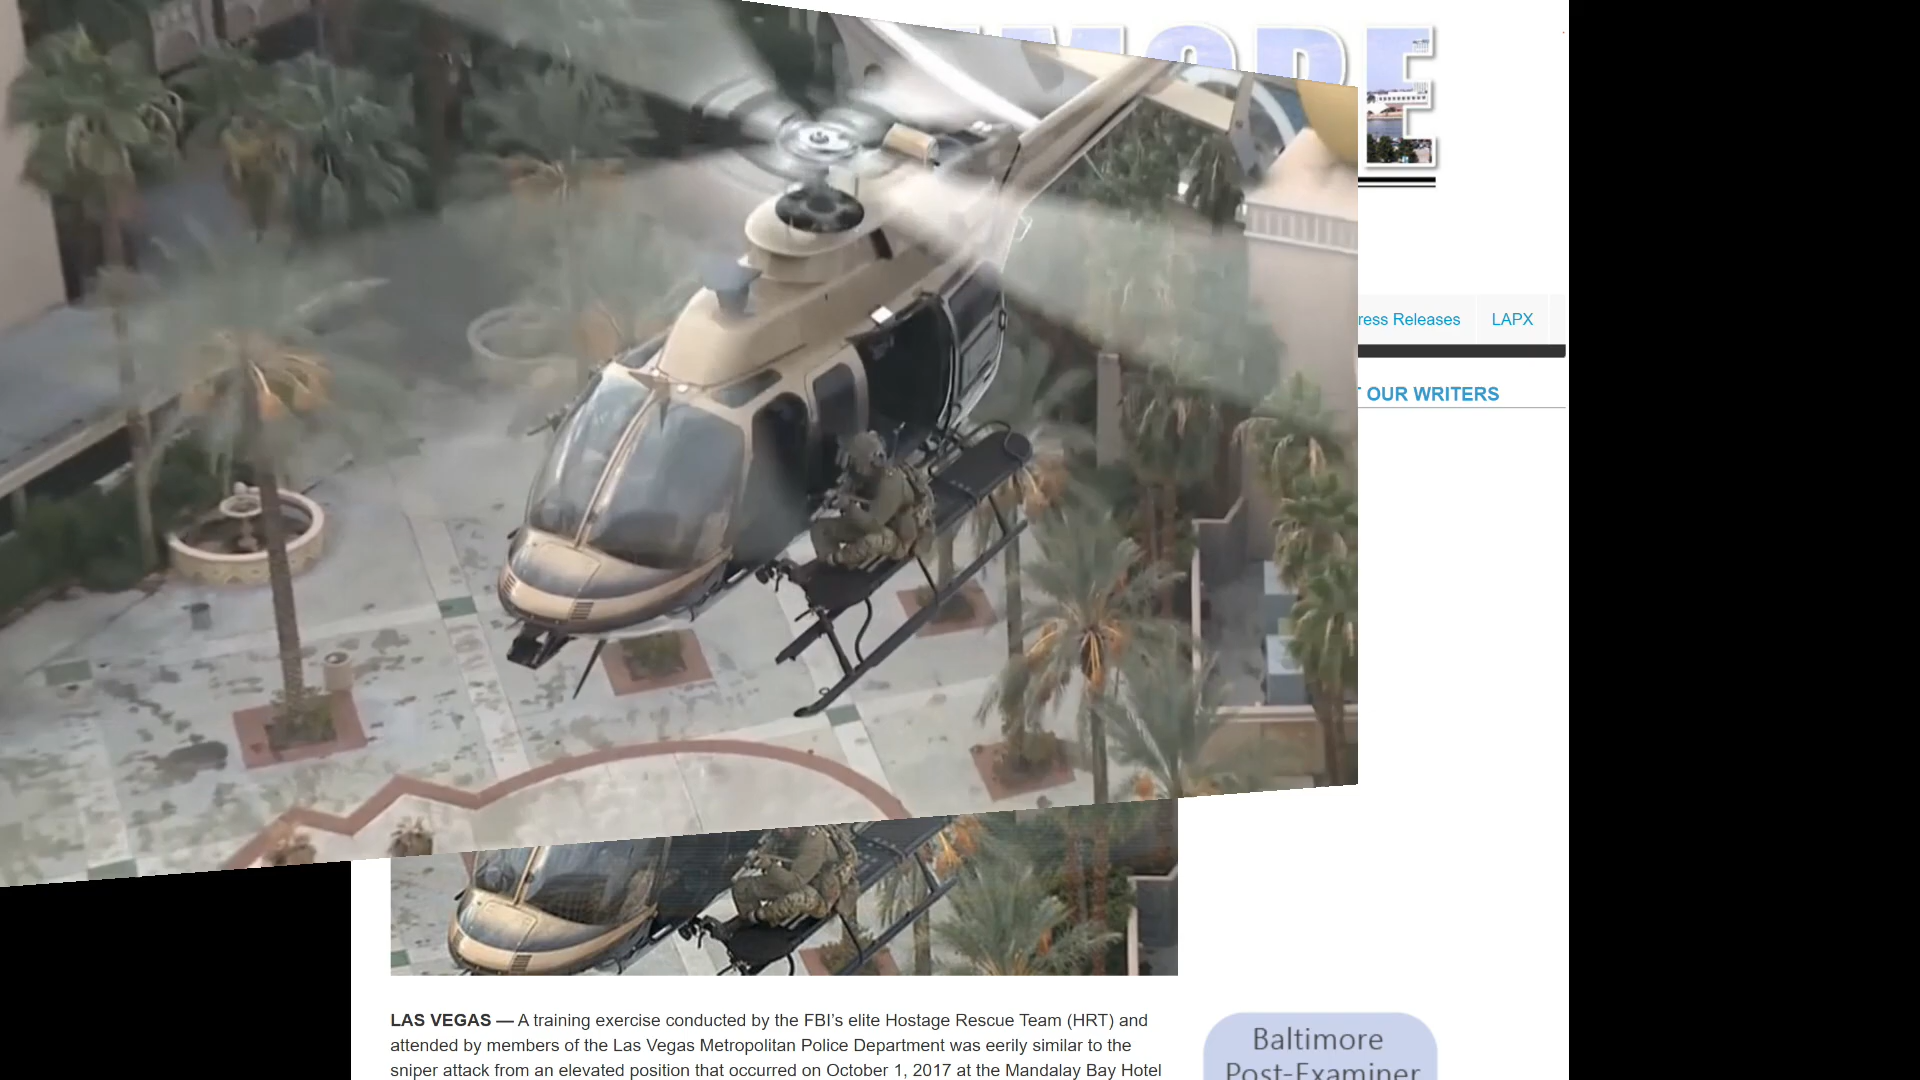 MORE
ress Releases
LAPX
OUR WRITERS
LAS VEGAS — A training exercise conducted by the FBI’s elite Hostage Rescue Team (HRT) and
attended by members of the Las Vegas Metropolitan Police Department was eerily similar to the
sniper attack from an elevated position that occurred on October 1, 2017 at the Mandalay Bay Hotel
Baltimore
Post-Examiner